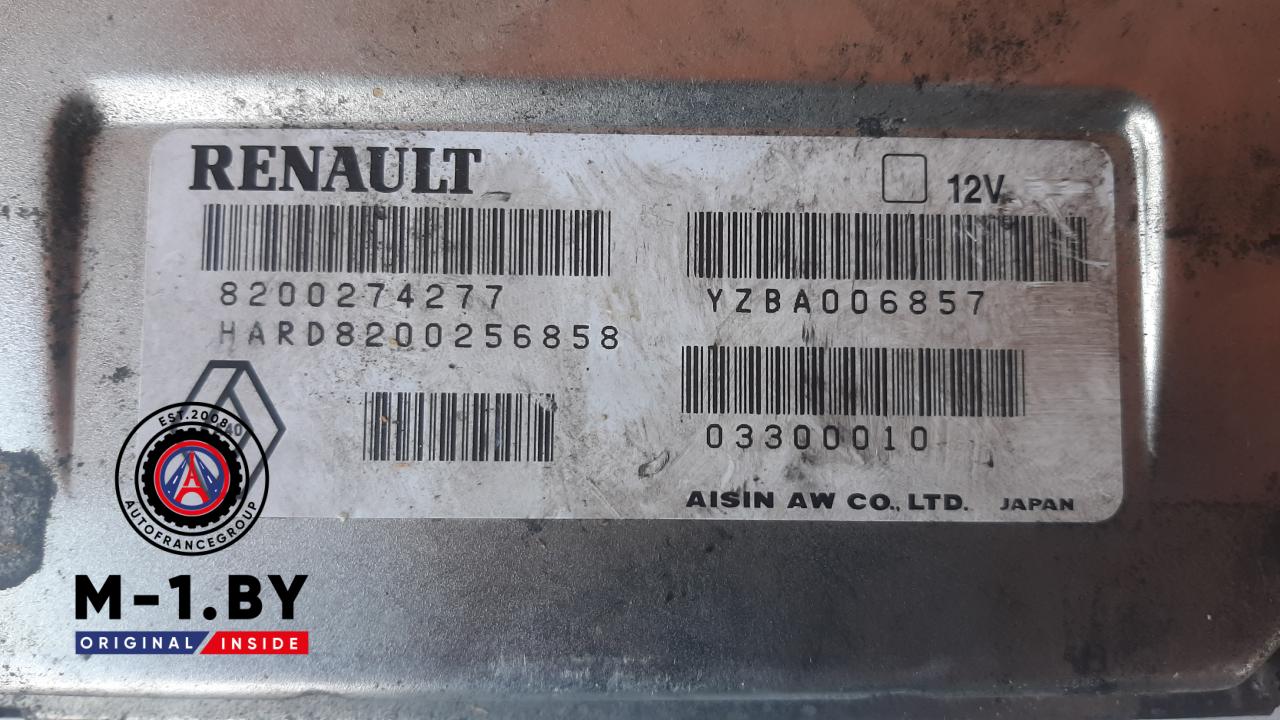 RENAULT
12V
8200274277
YZBA006857
HARD8200256858
03300010
AISIN AW CO., LTD. JAPAN
EST.2008
AUTOFRANCEGROUP
M-1.BY
ORIGINAL INSIDE